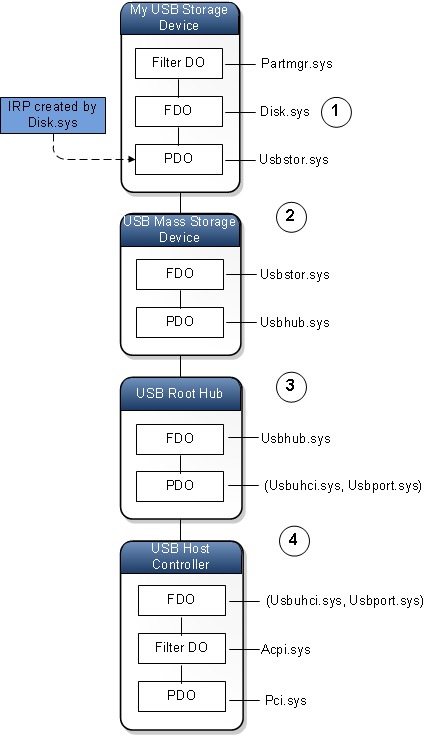 My USB Storage
Device
Filter DO
Partmgr.sys
IRP created by
Disk.sys
FDO
Disk.sys
1
PDO
Usbstor.sys
2
USB Mass Storage
Device
FDO
Usbstor.sys
PDO
Usbhub.sys
3
USB Root Hub
FDO
Usbhub.sys
PDO
(Usbuhci.sys, Usbport.sys)
4
USB Host
Controller
FDO
(Usbuhci.sys, Usbport.sys)
Filter DO
Acpi.sys
PDO
Pci.sys